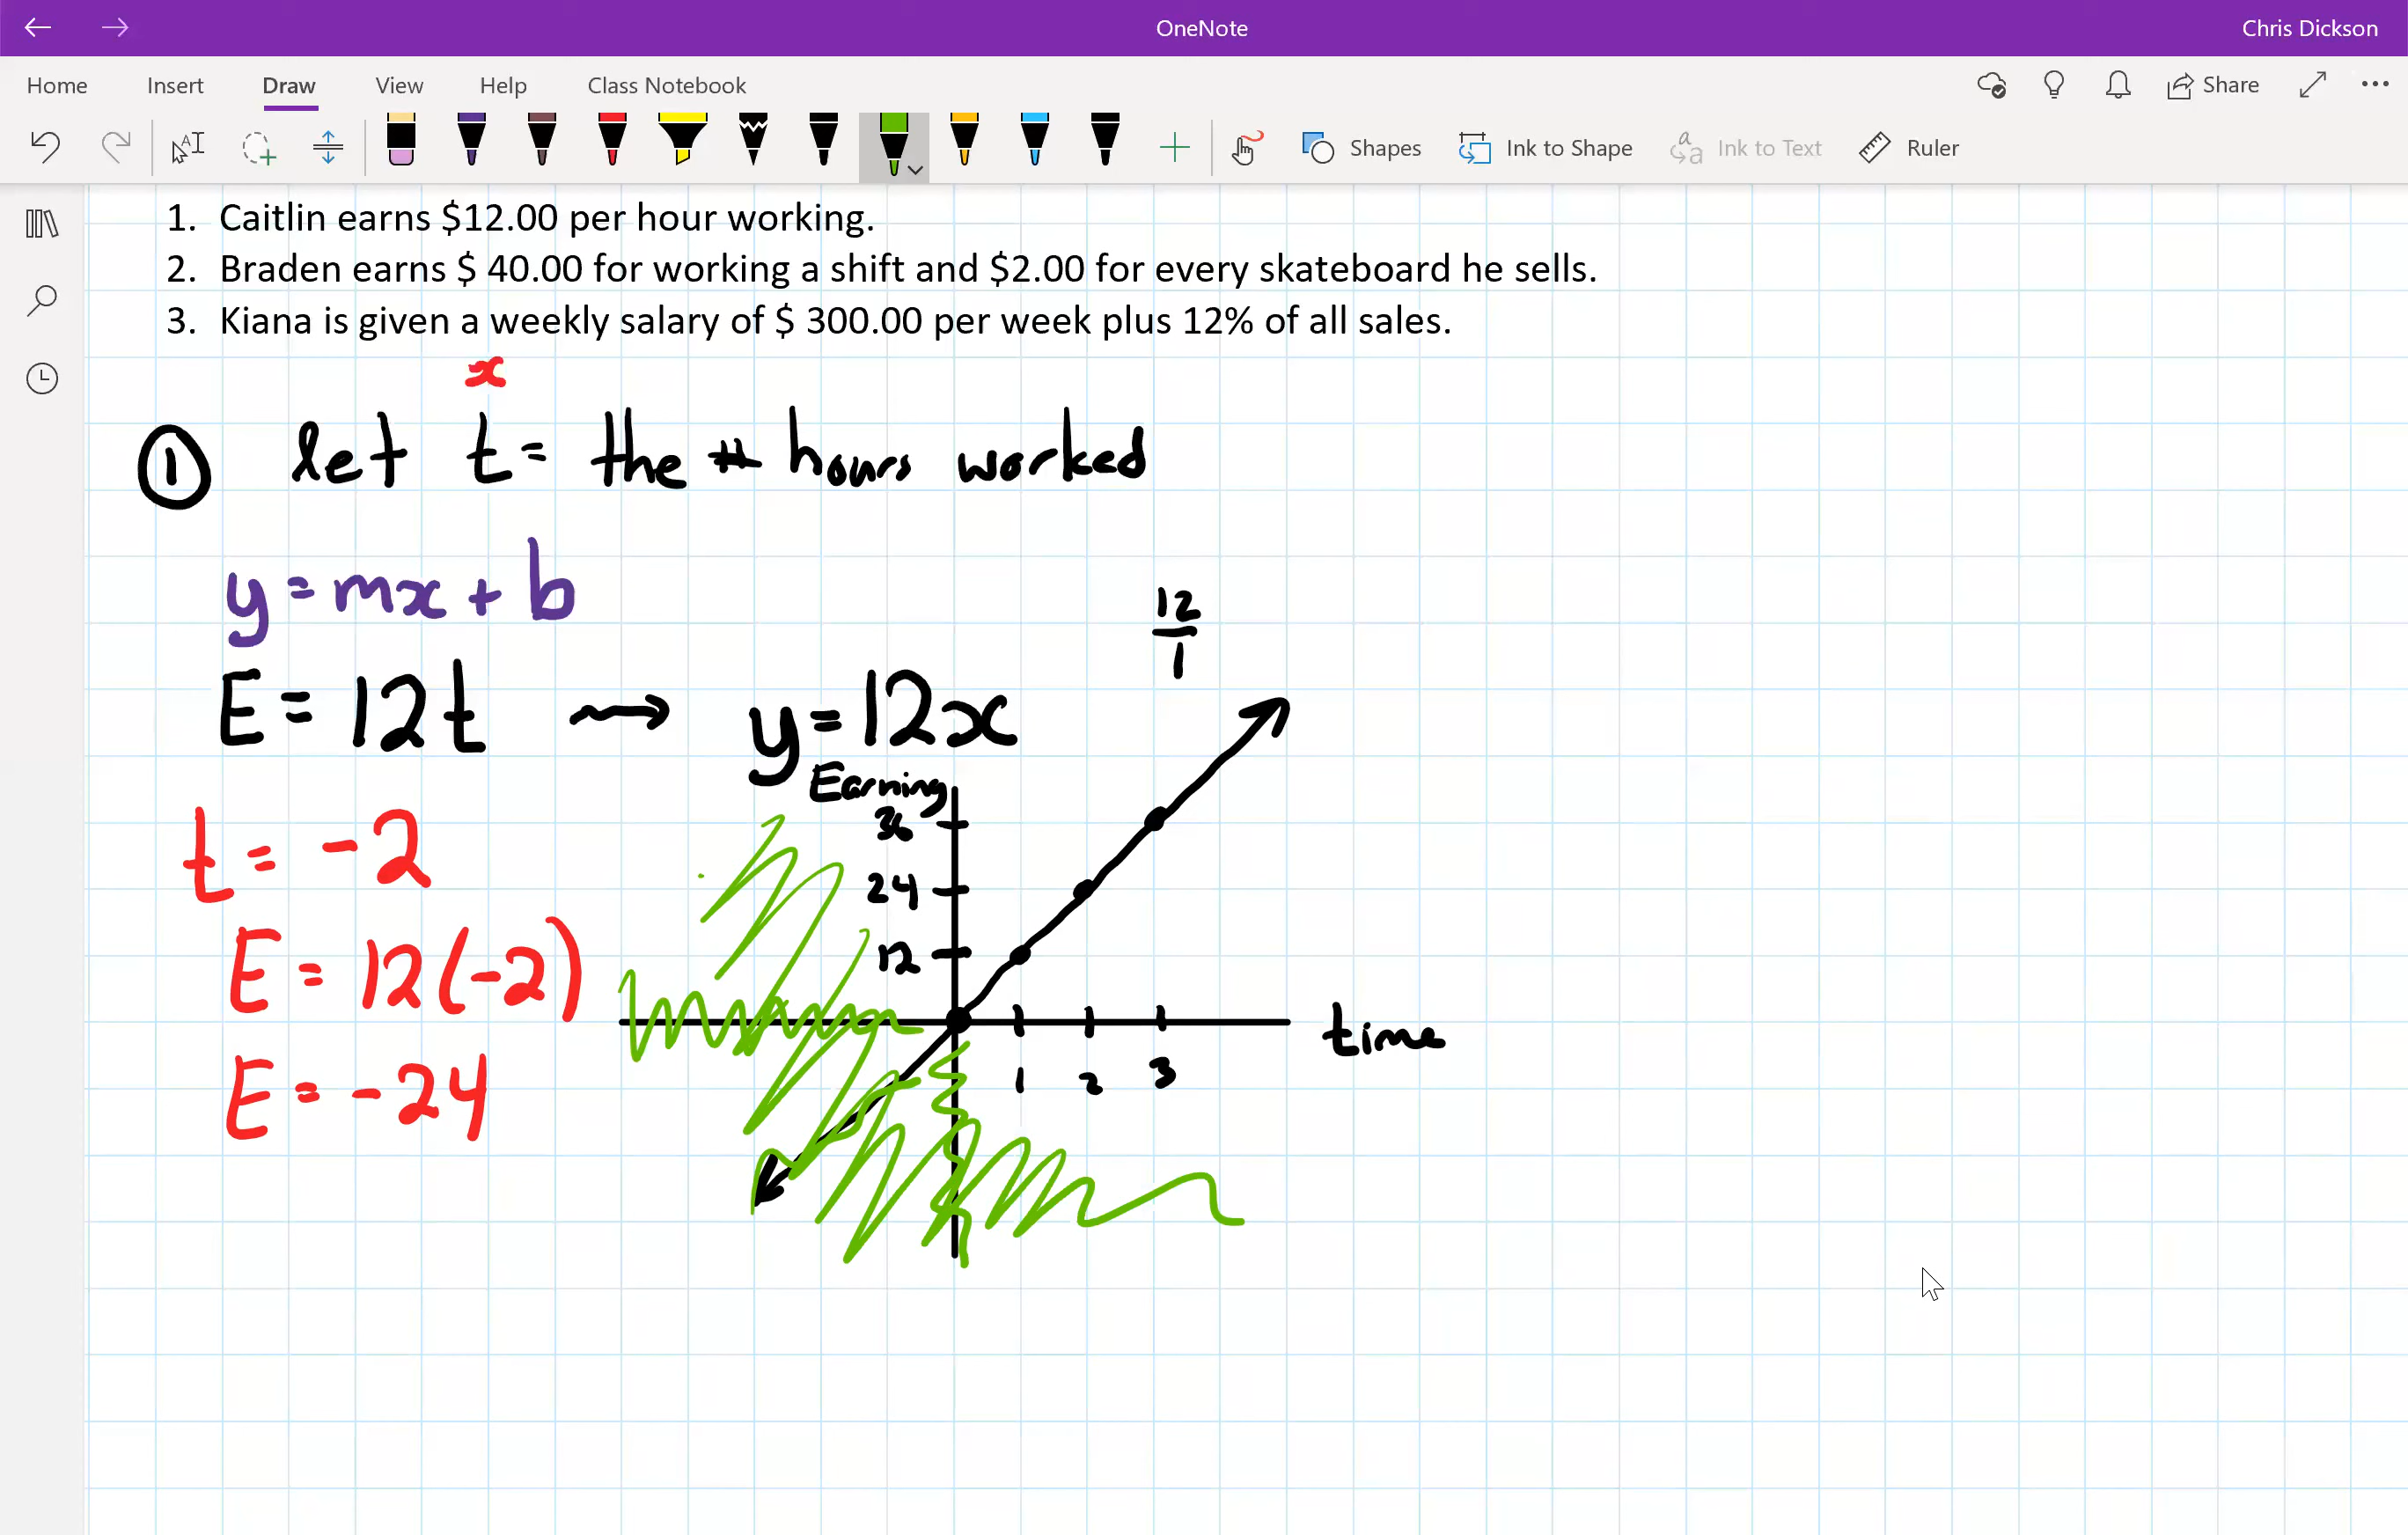 OneNote
Chris Dickson
Home Insert Draw View Help Class Notebook Share
Shapes Ink to Shape Ink to Text Ruler
1. Caitlin earns $12.00 per hour working.
2. Braden earns $ 40.00 for working a shift and $2.00 for every skateboard he sells.
3. Kiana is given a weekly salary of $ 300.00 per week plus 12% of all sales.
x
① let t = the # hours worked
y = mx + b
12/1
E = 12t → y = 12x
Earning
t = -2
36
24
12
E = 12(-2)
time
1 2 3
E = -24